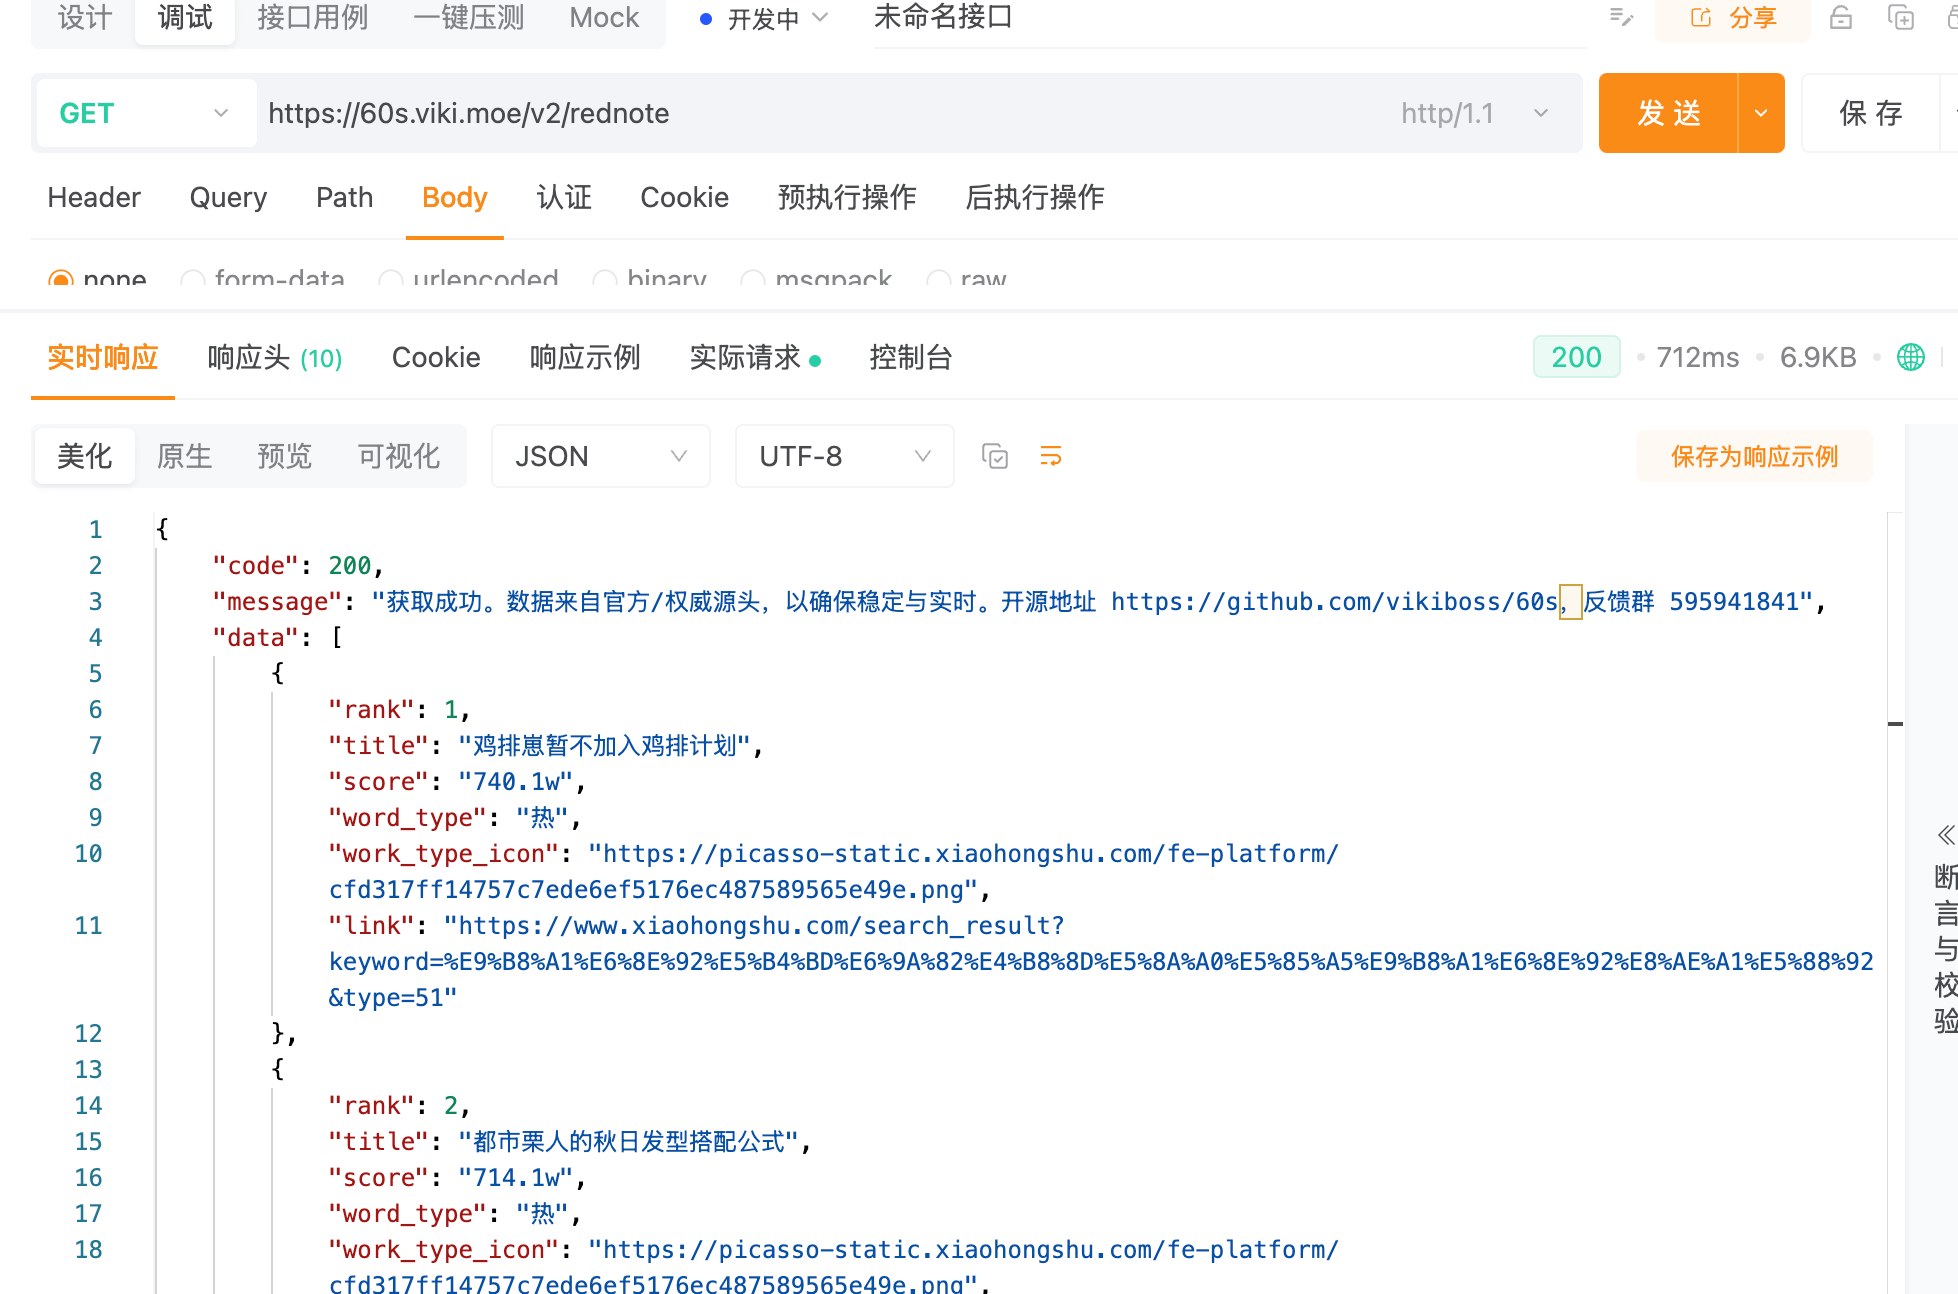 设计 调试 接口用例 一键压测 Mock 开发中 未命名接口 分享
GET https://60s.viki.moe/v2/rednote http/1.1 发送 保存
Header Query Path Body 认证 Cookie 预执行操作 后执行操作
none form-data urlencoded binary msgpack raw
实时响应 响应头 (10) Cookie 响应示例 实际请求 控制台 200 712ms 6.9KB
美化 原生 预览 可视化 JSON UTF-8 保存为响应示例
1 {
2 "code": 200,
3 "message": "获取成功。数据来自官方/权威源头，以确保稳定与实时。开源地址 https://github.com/vikiboss/60s，反馈群 595941841",
4 "data": [
5 {
6 "rank": 1,
7 "title": "鸡排崽暂不加入鸡排计划",
8 "score": "740.1w",
9 "word_type": "热",
10 "work_type_icon": "https://picasso-static.xiaohongshu.com/fe-platform/
cfd317ff14757c7ede6ef5176ec487589565e49e.png",
11 "link": "https://www.xiaohongshu.com/search_result?
keyword=%E9%B8%A1%E6%8E%92%E5%B4%BD%E6%9A%82%E4%B8%8D%E5%8A%A0%E5%85%A5%E9%B8%A1%E6%8E%92%E8%AE%A1%E5%88%92
&type=51"
12 },
13 {
14 "rank": 2,
15 "title": "都市栗人的秋日发型搭配公式",
16 "score": "714.1w",
17 "word_type": "热",
18 "work_type_icon": "https://picasso-static.xiaohongshu.com/fe-platform/
cfd317ff14757c7ede6ef5176ec487589565e49e.png",
断言与校验